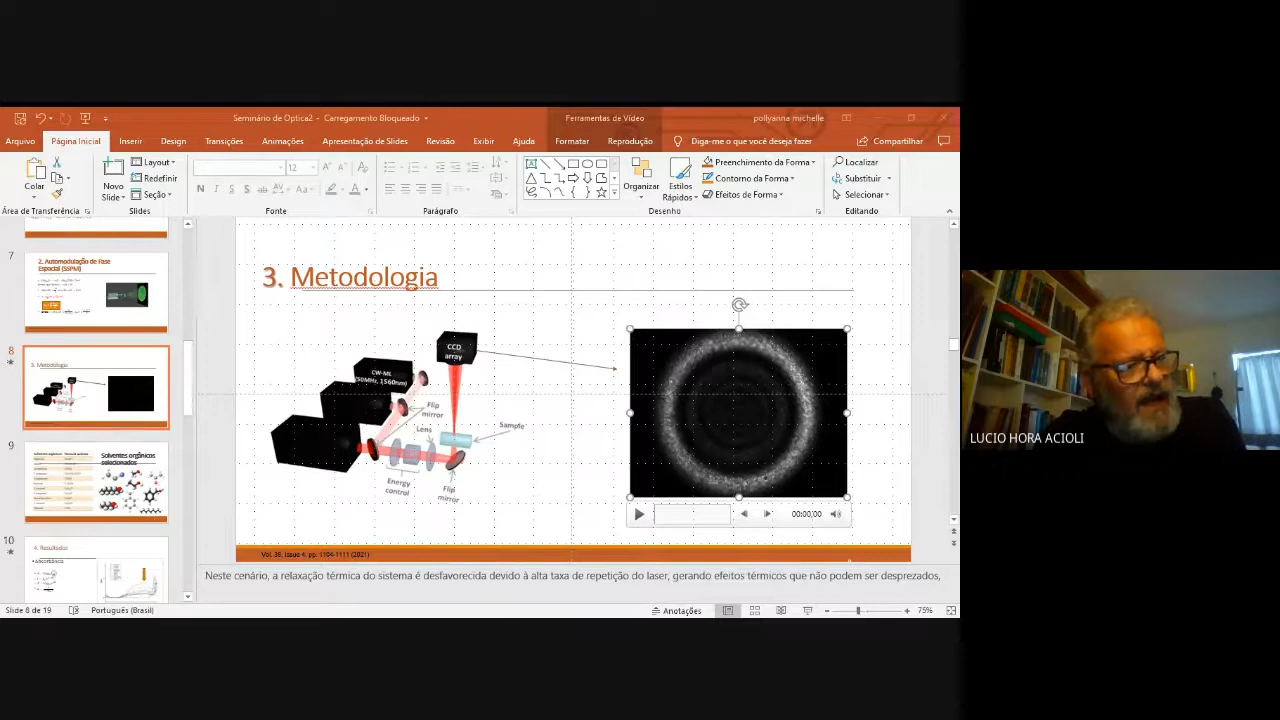 Seminário de Optica2 - Carregamento Bloqueado
Ferramentas de Vídeo
pollyanna michelle
Arquivo Página Inicial Inserir Design Transições Animações Apresentação de Slides Revisão Exibir Ajuda Formatar Reprodução Diga-me o que você deseja fazer Compartilhar
Colar
Novo Slide
Layout
Redefinir
Seção
12
N I S S ab AV Aa A
Organizar
Estilos Rápidos
Preenchimento da Forma
Contorno da Forma
Efeitos de Forma
Localizar
Substituir
Selecionar
Área de Transferência Slides Fonte Parágrafo Desenho Editando
7
2. Automodulação de Fase
Espacial (SSPM)
8
3. Metodologia
9
Solventes orgânicos
selecionados
10
4. Resultados
3. Metodologia
CCD
array
CW-ML
(50MHz, 1560nm)
Flip
mirror
Lens
Sample
Energy
control
Flip
mirror
00:00,00
Vol. 38, Issue 4, pp. 1104-1111 (2021)
Neste cenário, a relaxação térmica do sistema é desfavorecida devido à alta taxa de repetição do laser, gerando efeitos térmicos que não podem ser desprezados,
Slide 8 de 19 Português (Brasil) Anotações 75%
LUCIO HORA ACIOLI